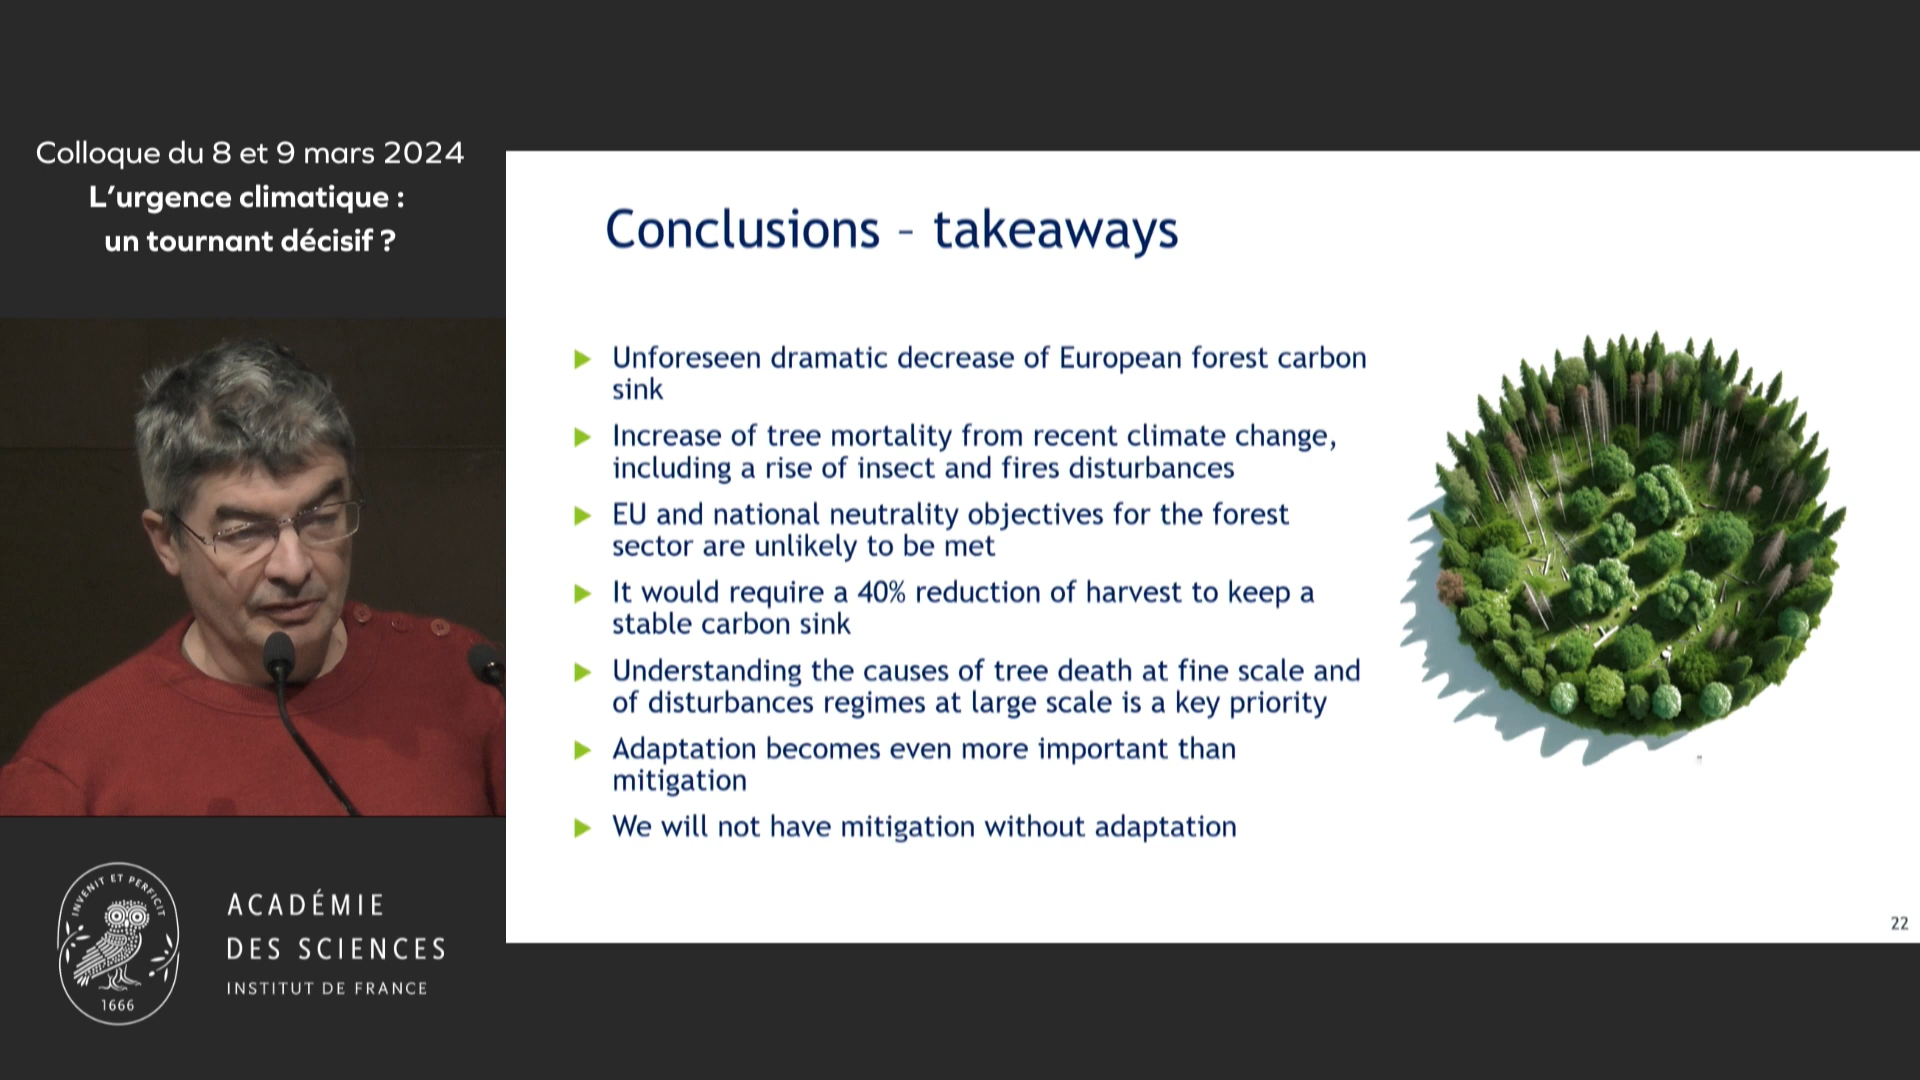 Colloque du 8 et 9 mars 2024
L'urgence climatique :
un tournant décisif ?
Conclusions - takeaways
Unforeseen dramatic decrease of European forest carbon
sink
Increase of tree mortality from recent climate change,
including a rise of insect and fires disturbances
EU and national neutrality objectives for the forest
sector are unlikely to be met
It would require a 40% reduction of harvest to keep a
stable carbon sink
Understanding the causes of tree death at fine scale and
of disturbances regimes at large scale is a key priority
Adaptation becomes even more important than
mitigation
We will not have mitigation without adaptation
22
INVENIT ET PERFICIT
1666
ACADÉMIE
DES SCIENCES
INSTITUT DE FRANCE